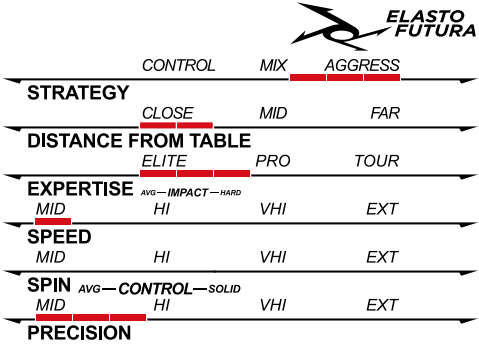 ELASTO
FUTURA
CONTROL MIX AGGRESS
STRATEGY
CLOSE MID FAR
DISTANCE FROM TABLE
ELITE PRO TOUR
EXPERTISE AVG—IMPACT—HARD
MID HI VHI EXT
SPEED
MID HI VHI EXT
SPIN AVG—CONTROL—SOLID
MID HI VHI EXT
PRECISION